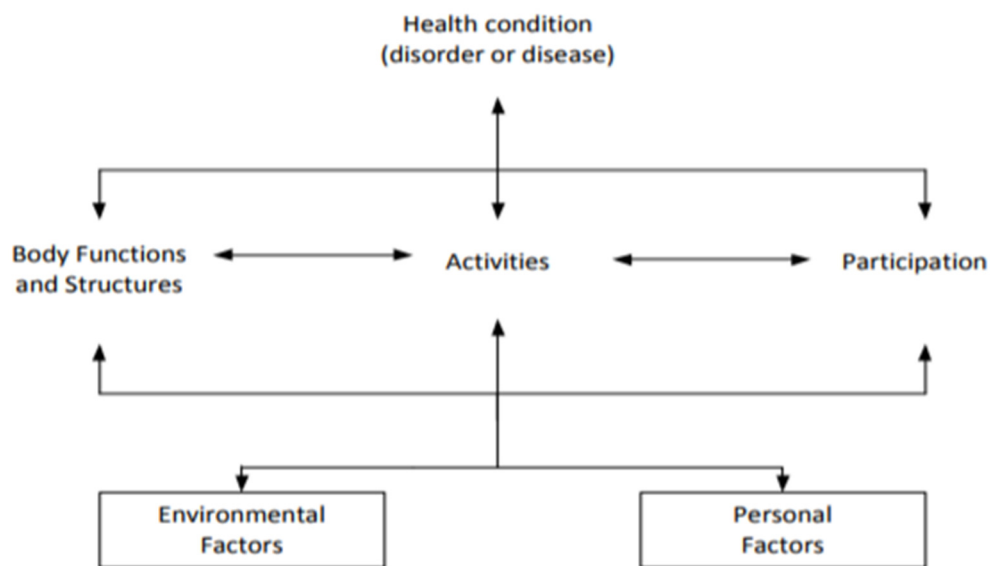 Health condition
(disorder or disease)
Body Functions
and Structures
Activities
Participation
Environmental
Factors
Personal
Factors